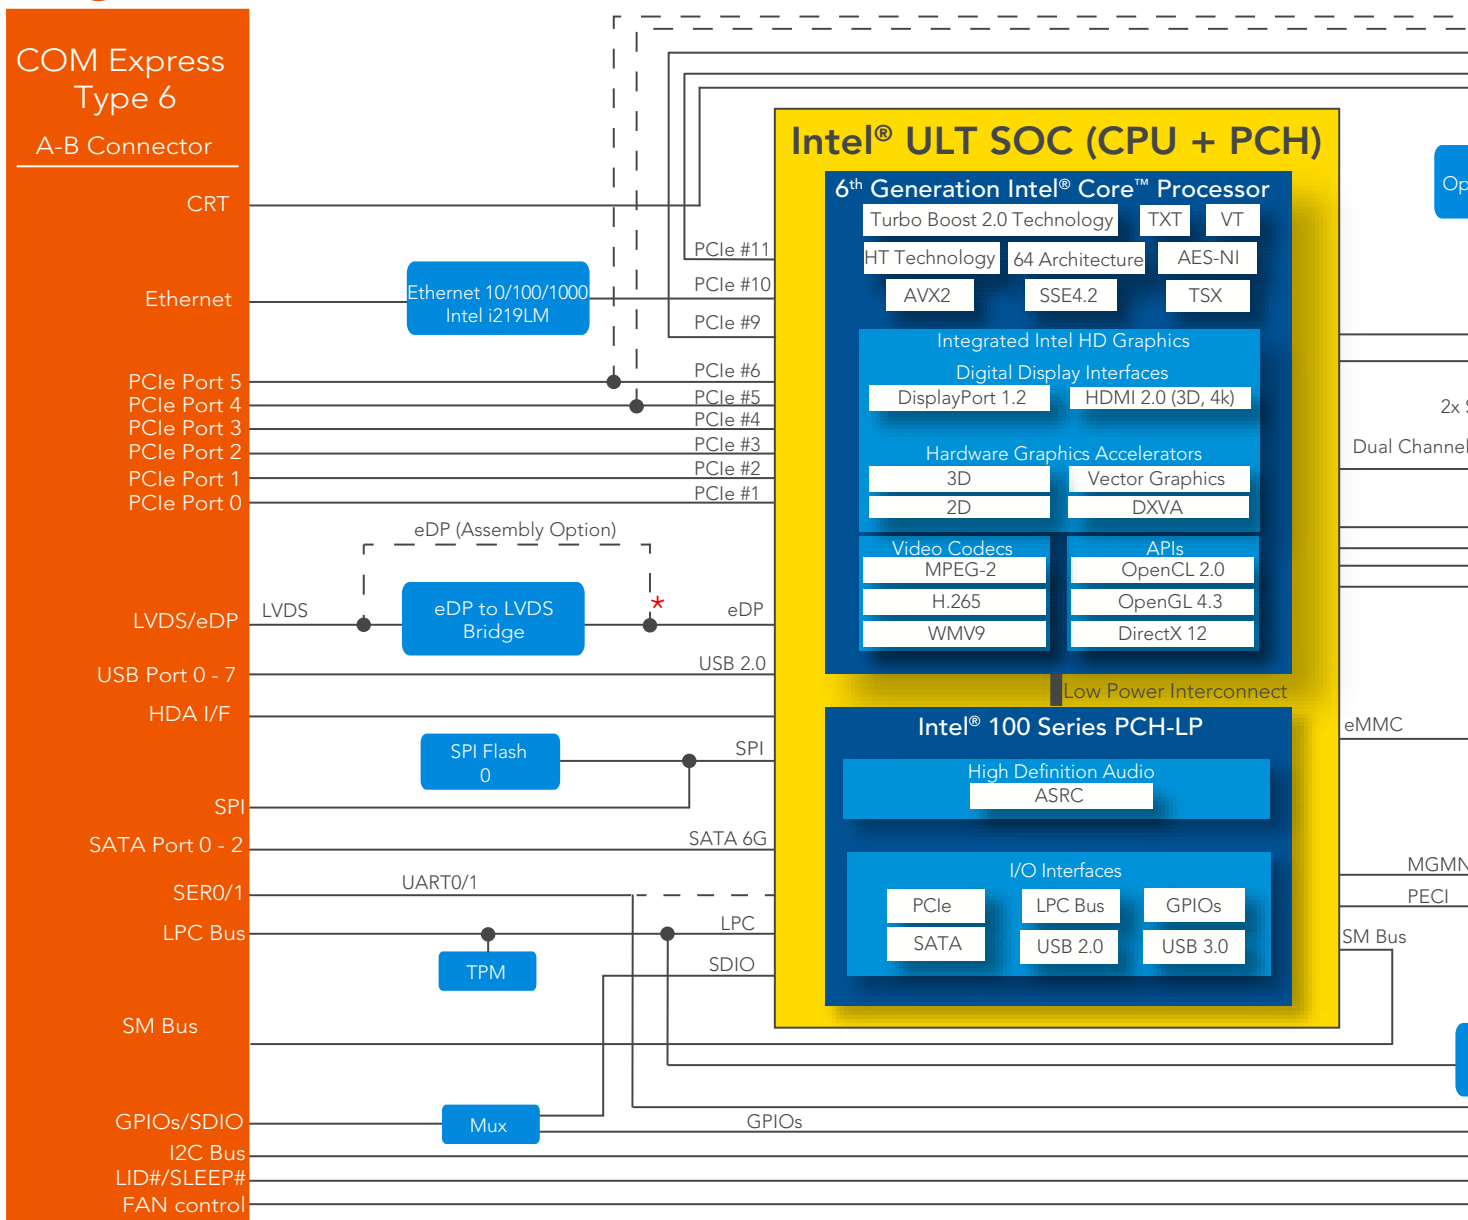 COM Express
Type 6
A-B Connector
CRT
Ethernet
PCIe Port 5
PCIe Port 4
PCIe Port 3
PCIe Port 2
PCIe Port 1
PCIe Port 0
LVDS/eDP
USB Port 0 - 7
HDA I/F
SPI
SATA Port 0 - 2
SER0/1
LPC Bus
SM Bus
GPIOs/SDIO
I2C Bus
LID#/SLEEP#
FAN control
Ethernet 10/100/1000
Intel i219LM
eDP (Assembly Option)
LVDS
eDP to LVDS
Bridge
*
SPI Flash
0
UART0/1
TPM
Mux
GPIOs
PCIe #11
PCIe #10
PCIe #9
PCIe #6
PCIe #5
PCIe #4
PCIe #3
PCIe #2
PCIe #1
eDP
USB 2.0
SPI
SATA 6G
LPC
SDIO
Intel® ULT SOC (CPU + PCH)
6th Generation Intel® Core™ Processor
Turbo Boost 2.0 Technology
TXT
VT
HT Technology
64 Architecture
AES-NI
AVX2
SSE4.2
TSX
Integrated Intel HD Graphics
Digital Display Interfaces
DisplayPort 1.2
HDMI 2.0 (3D, 4k)
Hardware Graphics Accelerators
3D
Vector Graphics
2D
DXVA
Video Codecs
MPEG-2
H.265
WMV9
APIs
OpenCL 2.0
OpenGL 4.3
DirectX 12
Low Power Interconnect
Intel® 100 Series PCH-LP
High Definition Audio
ASRC
I/O Interfaces
PCIe
LPC Bus
GPIOs
SATA
USB 2.0
USB 3.0
Op
2x S
Dual Channel
eMMC
MGMN
PECI
SM Bus